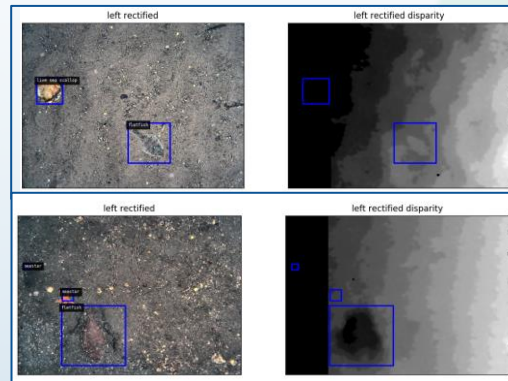 left rectified
left rectified disparity
live sea scallop
flatfish
left rectified
left rectified disparity
flatfish